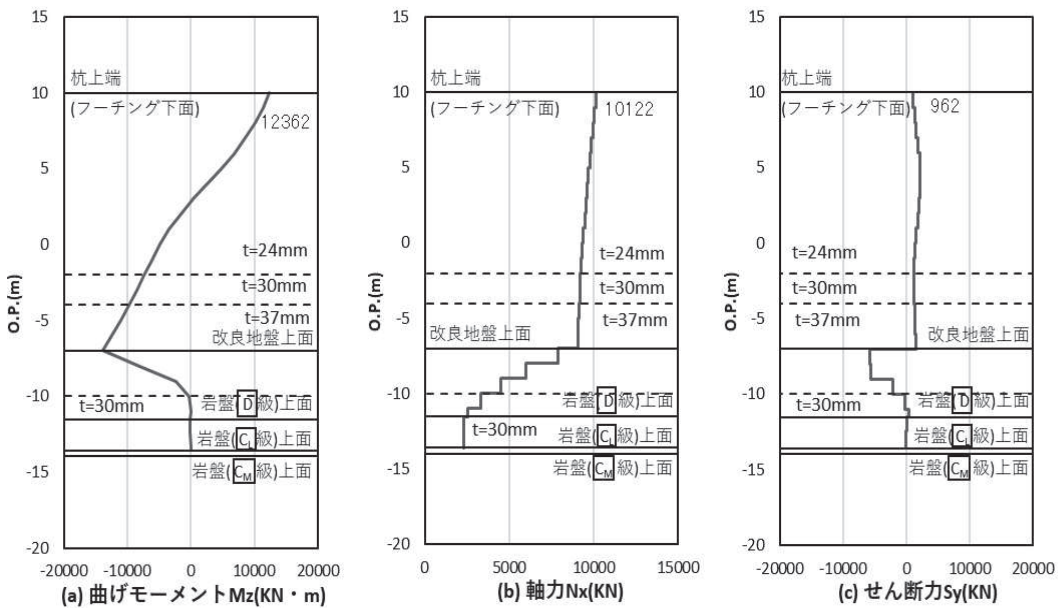 15
10
5
0
-5
-10
-15
-20
O.P.(m)
杭上端
(フーチング下面)
12362
t=24mm
t=30mm
t=37mm
改良地盤上面
t=30mm
岩盤(D級)上面
岩盤(CL級)上面
岩盤(CM級)上面
-20000 -10000 0 10000 20000
(a) 曲げモーメントMz(KN・m)
15
10
5
0
-5
-10
-15
-20
O.P.(m)
杭上端
(フーチング下面)
10122
t=24mm
t=30mm
t=37mm
改良地盤上面
岩盤(D級)上面
t=30mm
岩盤(CL級)上面
岩盤(CM級)上面
0 5000 10000 15000
(b) 軸力Nx(KN)
15
10
5
0
-5
-10
-15
-20
O.P.(m)
杭上端
(フーチング下面)
962
t=24mm
t=30mm
t=37mm
改良地盤上面
t=30mm
岩盤(D級)上面
岩盤(CL級)上面
岩盤(CM級)上面
-20000 -10000 0 10000 20000
(c) せん断力Sy(KN)